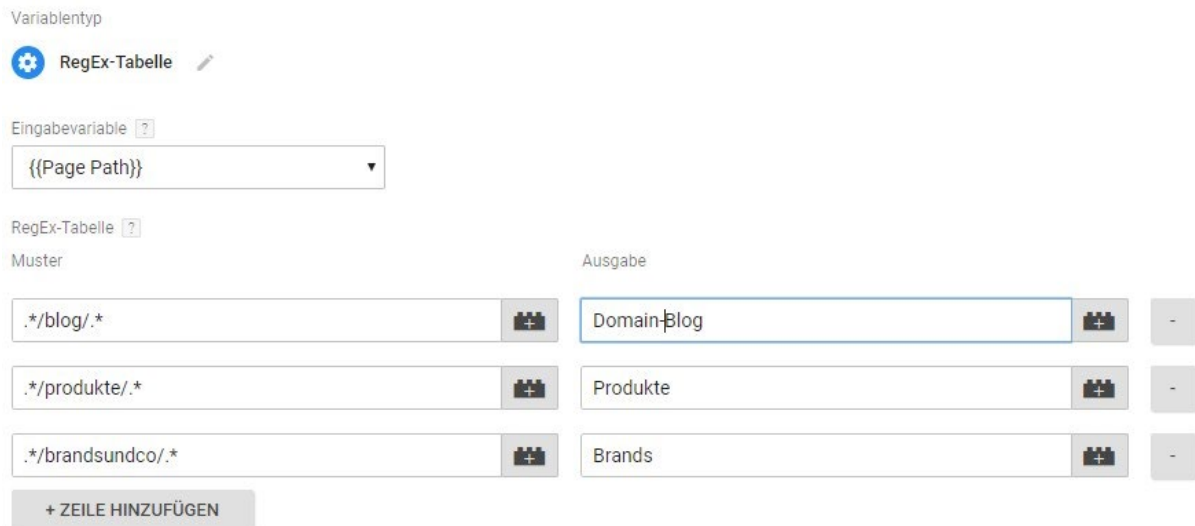 Variablentyp
RegEx-Tabelle
Eingabevariable ?
{{Page Path}}
RegEx-Tabelle ?
Muster Ausgabe
.*/blog/.* Domain-Blog -
.*/produkte/.* Produkte -
.*/brandsundco/.* Brands -
+ ZEILE HINZUFÜGEN